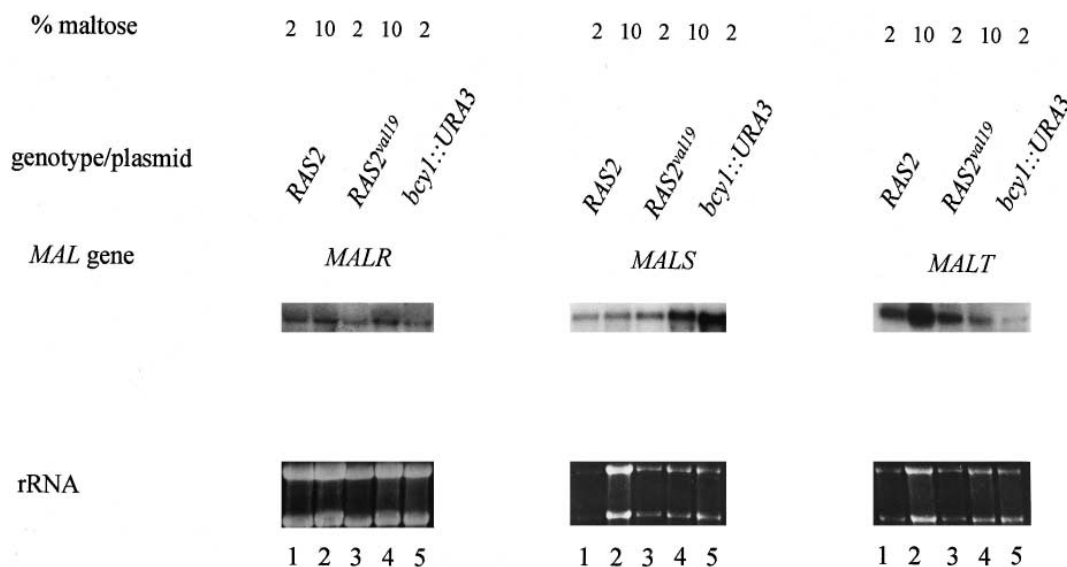 % maltose 2 10 2 10 2 2 10 2 10 2 2 10 2 10 2
genotype/plasmid RAS2 RAS2val19 bcy1::URA3 RAS2 RAS2val19 bcy1::URA3 RAS2 RAS2val19 bcy1::URA3
MAL gene MALR MALS MALT
rRNA
1 2 3 4 5 1 2 3 4 5 1 2 3 4 5